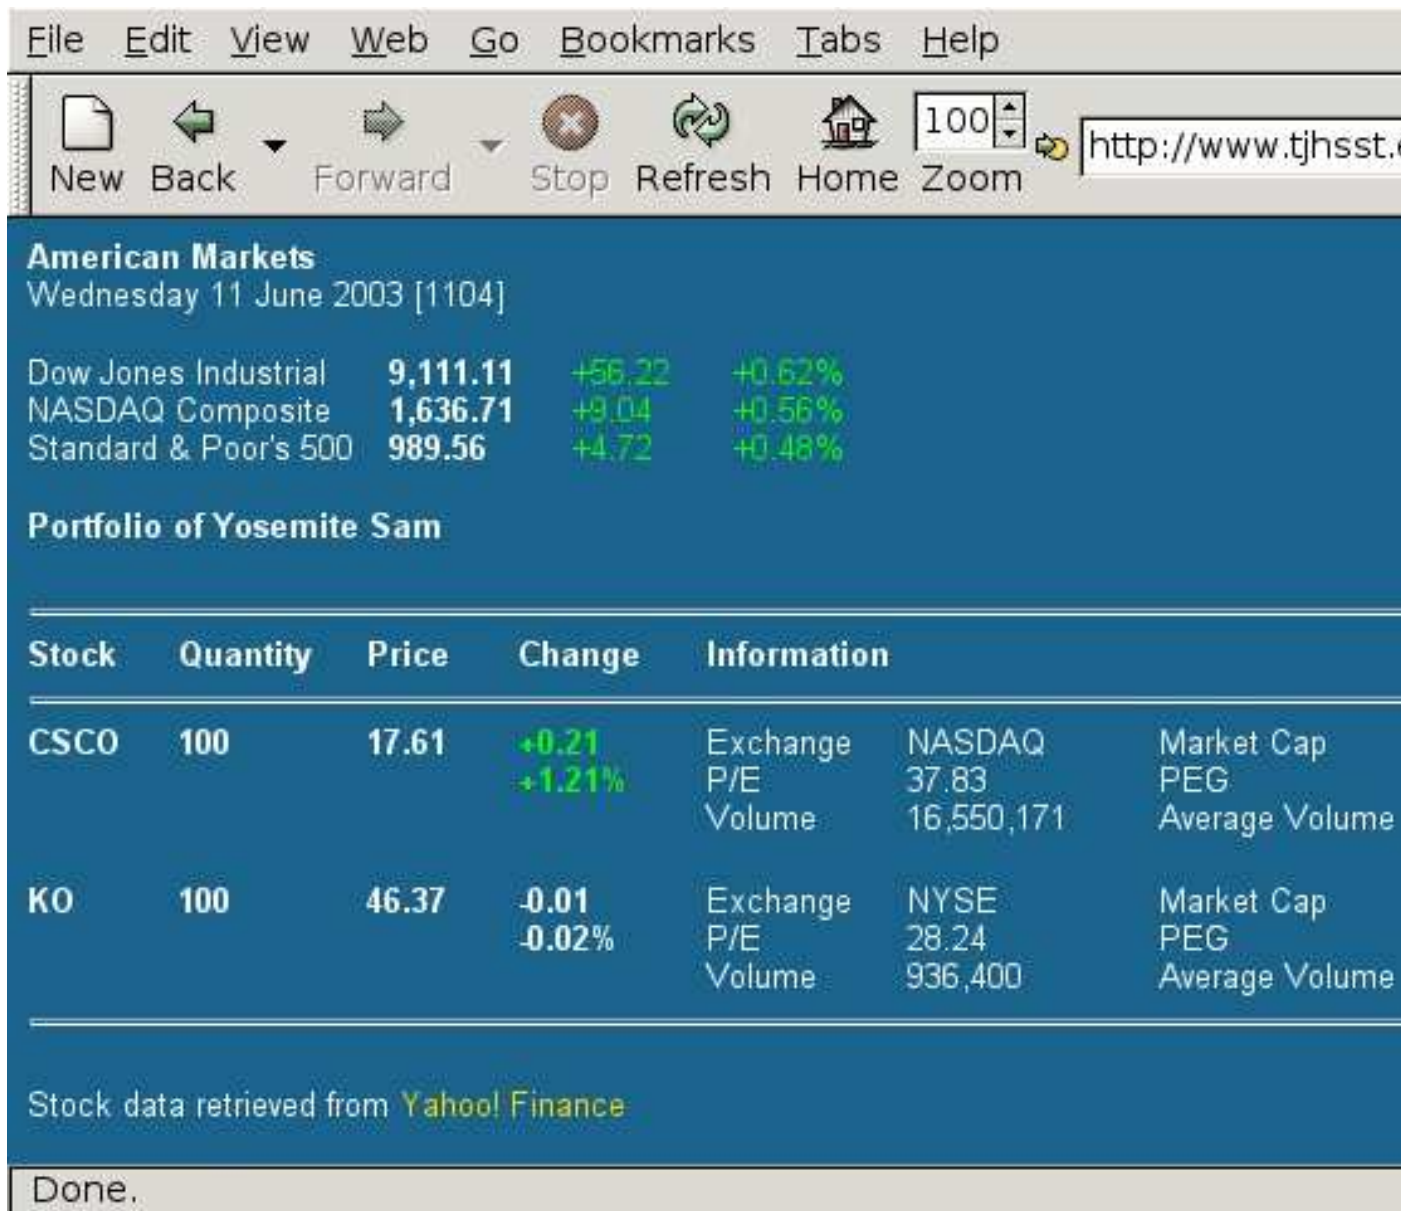 File Edit View Web Go Bookmarks Tabs Help
100 http://www.tjhsst.
New Back Forward Stop Refresh Home Zoom
American Markets
Wednesday 11 June 2003 [1104]
Dow Jones Industrial 9,111.11 +56.22 +0.62%
NASDAQ Composite 1,636.71 +9.04 +0.56%
Standard & Poor's 500 989.56 +4.72 +0.48%
Portfolio of Yosemite Sam
Stock Quantity Price Change Information
CSCO 100 17.61 +0.21 Exchange NASDAQ Market Cap
+1.21% P/E 37.83 PEG
Volume 16,550,171 Average Volume
KO 100 46.37 -0.01 Exchange NYSE Market Cap
-0.02% P/E 28.24 PEG
Volume 936,400 Average Volume
Stock data retrieved from Yahoo! Finance
Done.